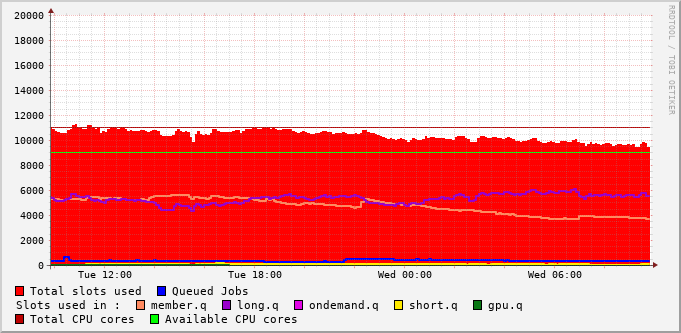 20000
18000
16000
14000
12000
10000
8000
6000
4000
2000
0
Tue 12:00 Tue 18:00 Wed 00:00 Wed 06:00
RRDTOOL / TOBI OETIKER
Total slots used Queued Jobs
Slots used in : member.q long.q ondemand.q short.q gpu.q
Total CPU cores Available CPU cores